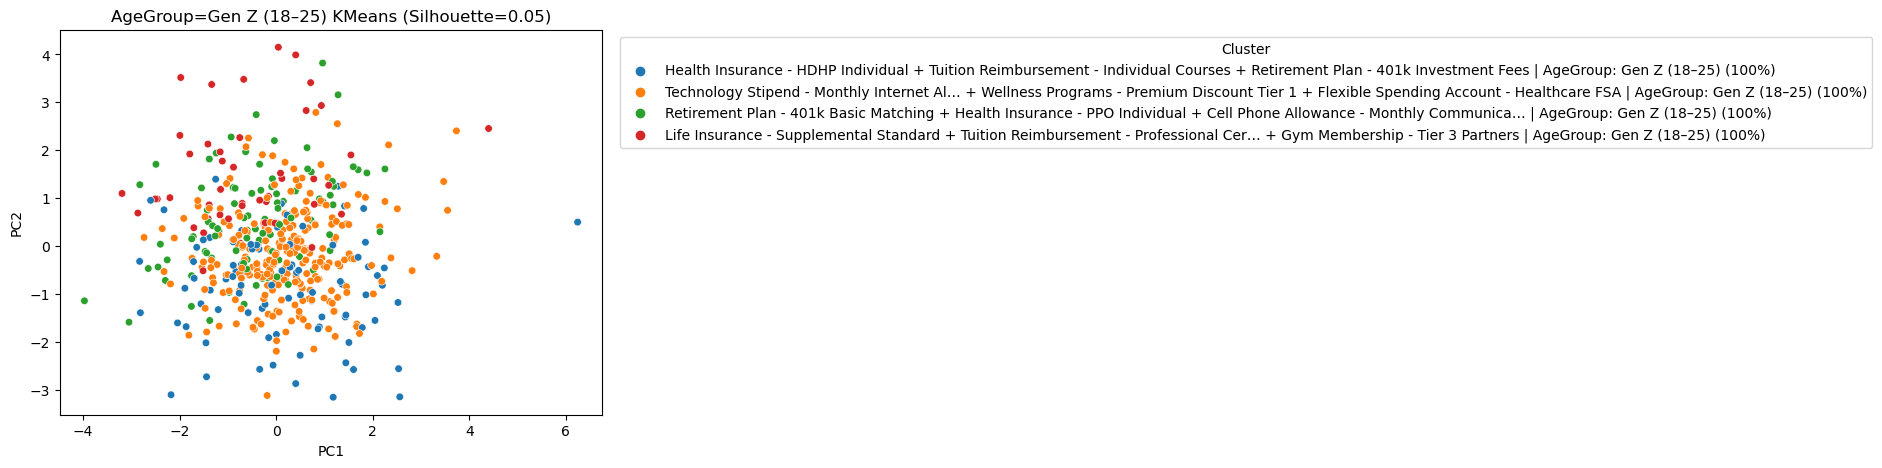 AgeGroup=Gen Z (18–25) KMeans (Silhouette=0.05)
Cluster
Health Insurance - HDHP Individual + Tuition Reimbursement - Individual Courses + Retirement Plan - 401k Investment Fees | AgeGroup: Gen Z (18–25) (100%)
Technology Stipend - Monthly Internet Al... + Wellness Programs - Premium Discount Tier 1 + Flexible Spending Account - Healthcare FSA | AgeGroup: Gen Z (18–25) (100%)
Retirement Plan - 401k Basic Matching + Health Insurance - PPO Individual + Cell Phone Allowance - Monthly Communica... | AgeGroup: Gen Z (18–25) (100%)
Life Insurance - Supplemental Standard + Tuition Reimbursement - Professional Cer... + Gym Membership - Tier 3 Partners | AgeGroup: Gen Z (18–25) (100%)
PC2
4
3
2
1
0
−1
−2
−3
−4 −2 0 2 4 6
PC1